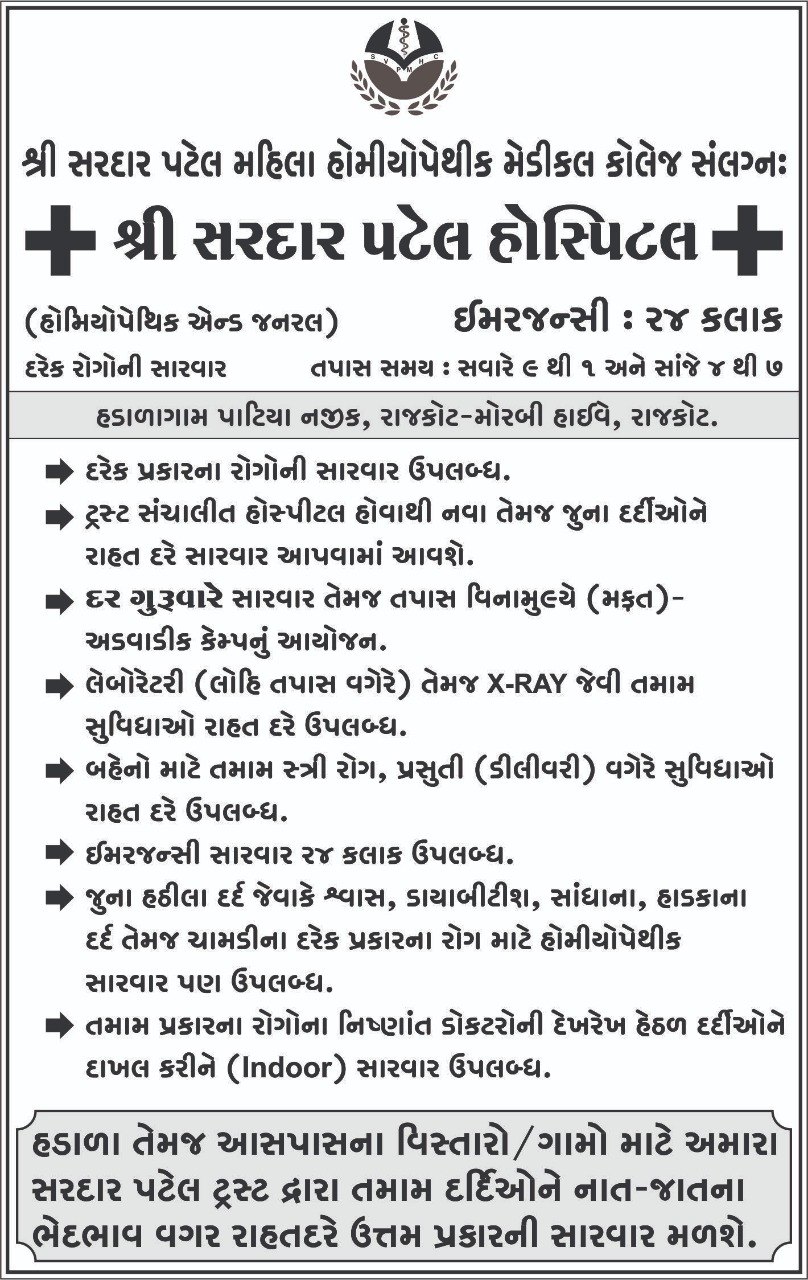 S V P M H C
શ્રી સરદાર પટેલ મહિલા હોમીયોપેથીક મેડીકલ કોલેજ સંલગ્નઃ
શ્રી સરદાર પટેલ હોસ્પિટલ
(હોમિયોપેથિક એન્ડ જનરલ) ઈમરજન્સી : ૨૪ કલાક
દરેક રોગોની સારવાર તપાસ સમય : સવારે ૯ થી ૧ અને સાંજે ૪ થી ૭
હડાળાગામ પાટિયા નજીક, રાજકોટ-મોરબી હાઈવે, રાજકોટ.
દરેક પ્રકારના રોગોની સારવાર ઉપલબ્ધ.
ટ્રસ્ટ સંચાલીત હોસ્પીટલ હોવાથી નવા તેમજ જુના દર્દીઓને
રાહત દરે સારવાર આપવામાં આવશે.
દર ગુરૂવારે સારવાર તેમજ તપાસ વિનામુલ્યે (મફત)-
અડવાડીક કેમ્પનું આયોજન.
લેબોરેટરી (લોહિ તપાસ વગેરે) તેમજ X-RAY જેવી તમામ
સુવિધાઓ રાહત દરે ઉપલબ્ધ.
બહેનો માટે તમામ સ્ત્રી રોગ, પ્રસુતી (ડીલીવરી) વગેરે સુવિધાઓ
રાહત દરે ઉપલબ્ધ.
ઈમરજન્સી સારવાર ૨૪ કલાક ઉપલબ્ધ.
જુના હઠીલા દર્દ જેવાકે શ્વાસ, ડાયાબીટીશ, સાંધાના, હાડકાના
દર્દ તેમજ ચામડીના દરેક પ્રકારના રોગ માટે હોમીયોપેથીક
સારવાર પણ ઉપલબ્ધ.
તમામ પ્રકારના રોગોના નિષ્ણાંત ડોકટરોની દેખરેખ હેઠળ દર્દીઓને
દાખલ કરીને (Indoor) સારવાર ઉપલબ્ધ.
હડાળા તેમજ આસપાસના વિસ્તારો/ગામો માટે અમારા
સરદાર પટેલ ટ્રસ્ટ દ્વારા તમામ દર્દિઓને નાત-જાતના
ભેદભાવ વગર રાહતદરે ઉત્તમ પ્રકારની સારવાર મળશે.